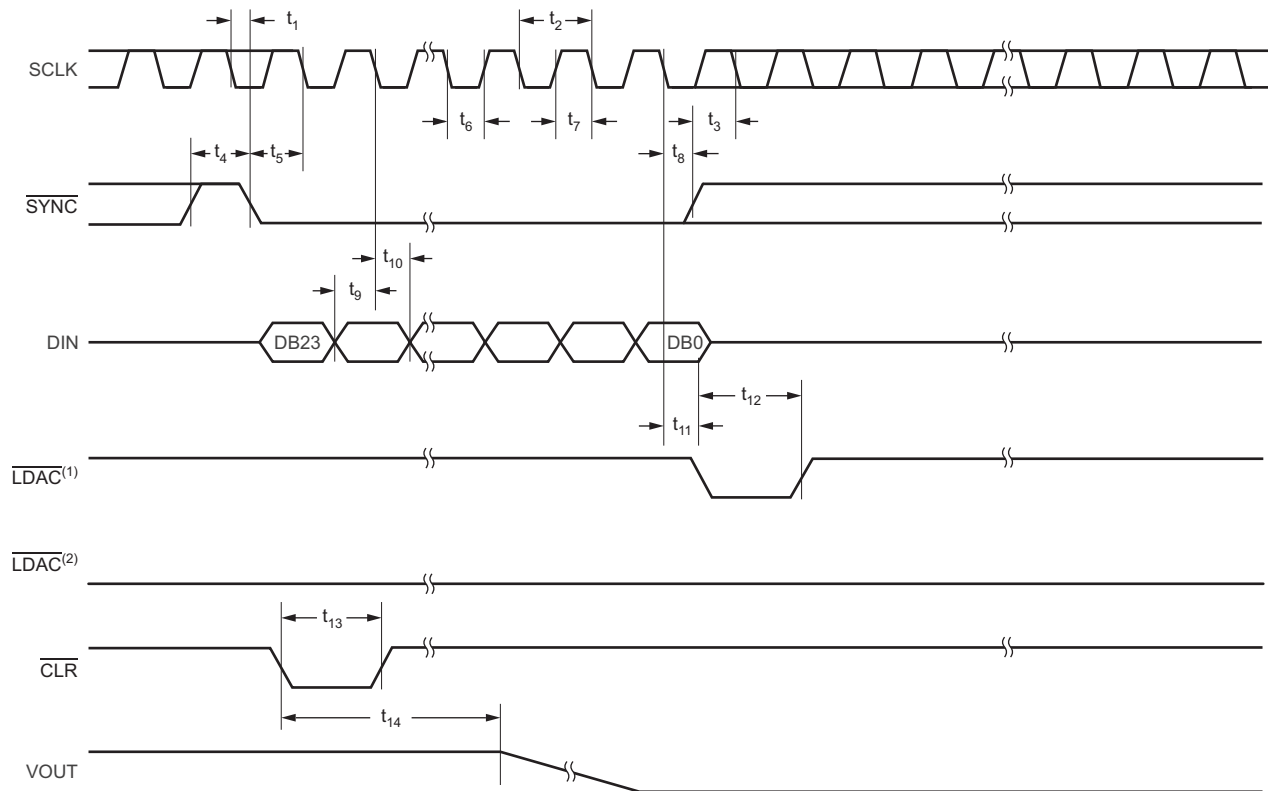 t1
t2
SCLK
t6
t7
t3
t4
t5
t8
SYNC
t10
t9
DIN
DB23
DB0
t12
t11
LDAC(1)
LDAC(2)
t13
CLR
t14
VOUT